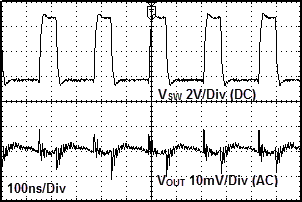 VSW 2V/Div (DC)
100ns/Div
VOUT 10mV/Div (AC)